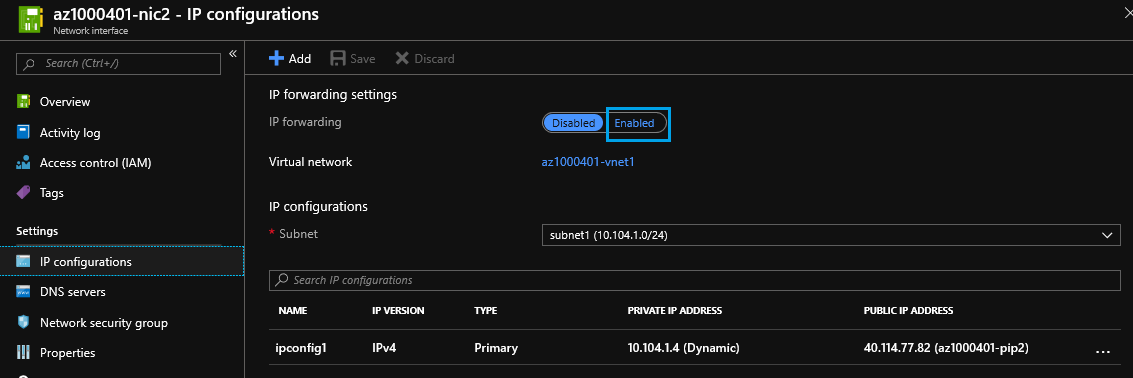 az1000401-nic2 - IP configurations
Network interface
Search (Ctrl+/)
Overview
Activity log
Access control (IAM)
Tags
Settings
IP configurations
DNS servers
Network security group
Properties
Add Save Discard
IP forwarding settings
IP forwarding Disabled Enabled
Virtual network az1000401-vnet1
IP configurations
* Subnet subnet1 (10.104.1.0/24)
Search IP configurations
NAME IP VERSION TYPE PRIVATE IP ADDRESS PUBLIC IP ADDRESS
ipconfig1 IPv4 Primary 10.104.1.4 (Dynamic) 40.114.77.82 (az1000401-pip2) ...